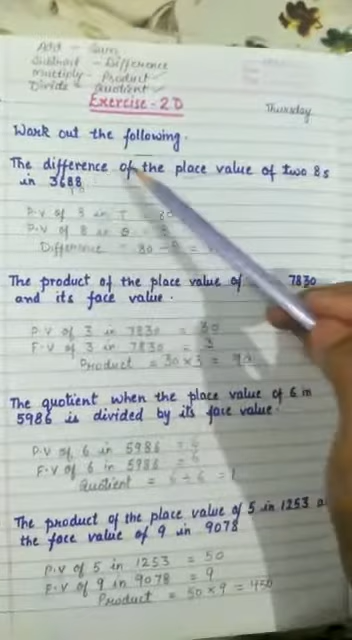 Add - Sum
Subtract - Difference
Multiply - Product
Divide - Quotient
Exercise - 2D
Thursday
Work out the following.
The difference of the place value of two 8s
in 3688
P.V of 8 in T = 80
P.V of 8 in = 8
Difference = 80 - 8 =
The product of the place value of 7830
and its face value.
P.V of 3 in 7830 = 30
F.V of 3 in 7830 = 3
Product = 30 × 3 = 90
The quotient when the place value of 6 in
5986 is divided by its face value.
P.V of 6 in 5986 = 6
F.V of 6 in 5986 = 6
Quotient = 6 ÷ 6 = 1
The product of the place value of 5 in 1253
the face value of 9 in 9078
P.V of 5 in 1253 = 50
F.V of 9 in 9078 = 9
Product = 50 × 9 = 450